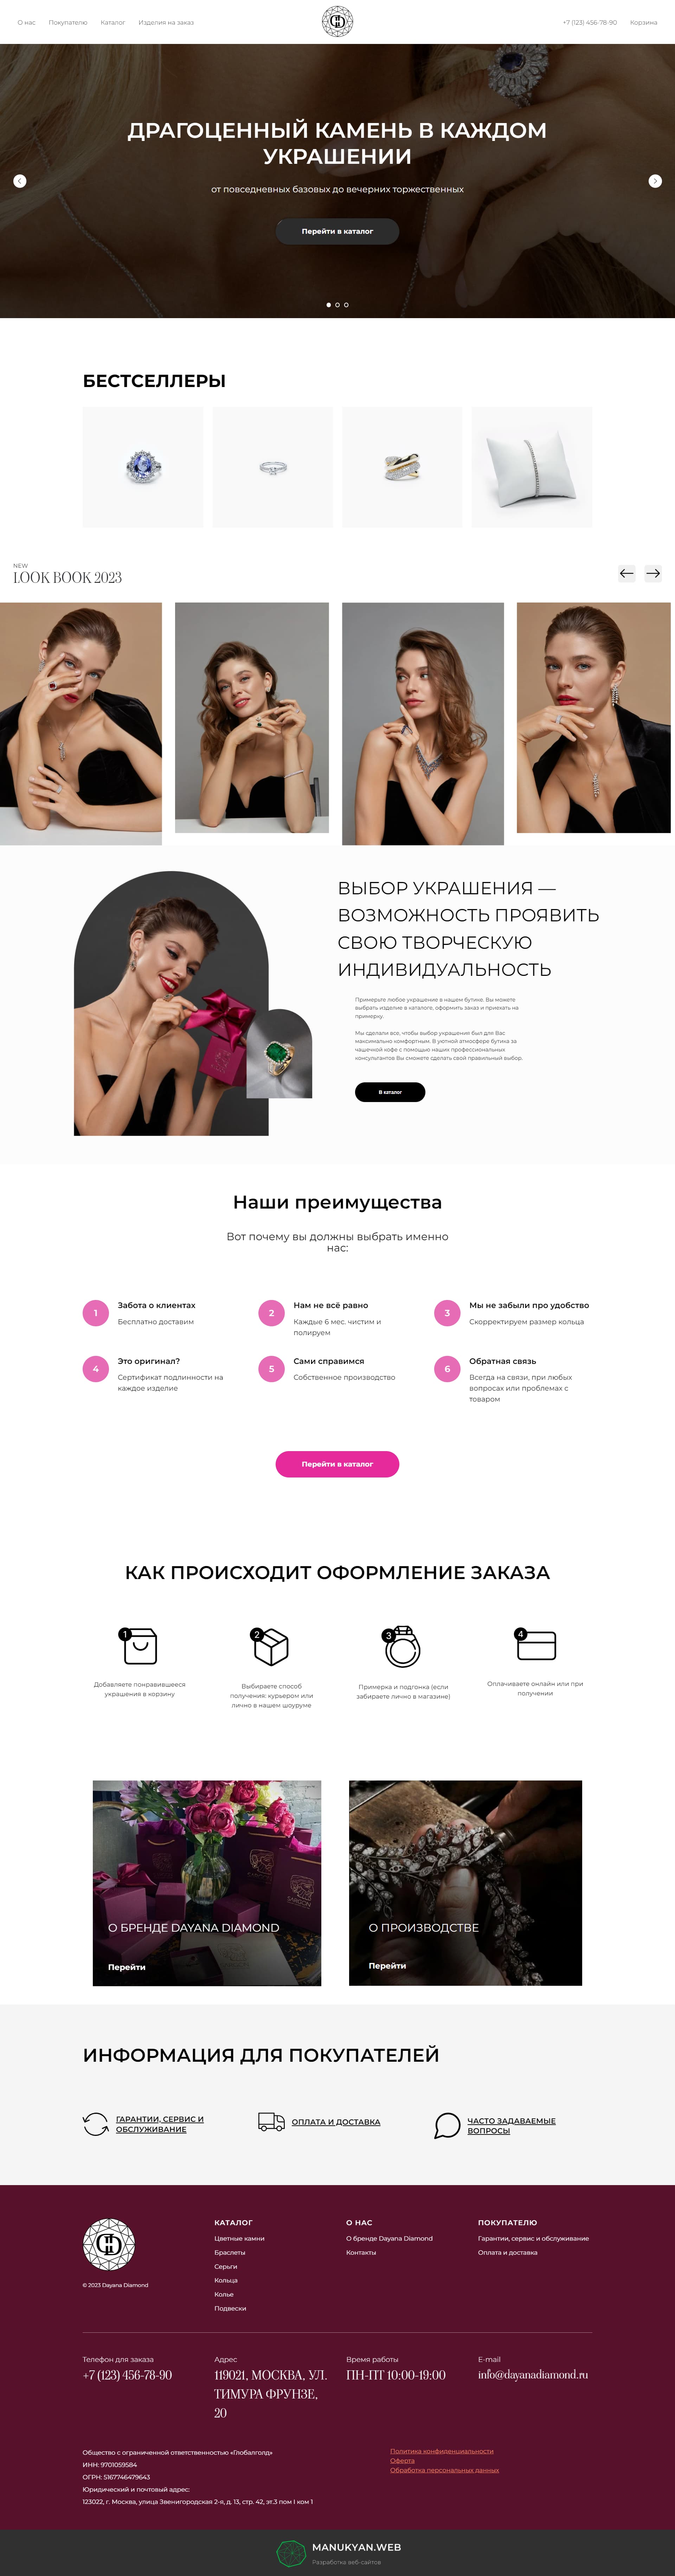 О нас Покупателю Каталог Изделия на заказ
+7 (123) 456-78-90 Корзина
ДРАГОЦЕННЫЙ КАМЕНЬ В КАЖДОМ
УКРАШЕНИИ
от повседневных базовых до вечерних торжественных
Перейти в каталог
БЕСТСЕЛЛЕРЫ
NEW
LOOK BOOK 2023
ВЫБОР УКРАШЕНИЯ —
ВОЗМОЖНОСТЬ ПРОЯВИТЬ
СВОЮ ТВОРЧЕСКУЮ
ИНДИВИДУАЛЬНОСТЬ
Примерьте любое украшение в нашем бутике. Вы можете
выбрать изделие в каталоге, оформить заказ и приехать на
примерку.
Мы сделали все, чтобы выбор украшения был для Вас
максимально комфортным. В уютной атмосфере бутика за
чашечкой кофе с помощью наших профессиональных
консультантов Вы сможете сделать свой правильный выбор.
В каталог
Наши преимущества
Вот почему вы должны выбрать именно
нас:
1
Забота о клиентах
Бесплатно доставим
2
Нам не всё равно
Каждые 6 мес. чистим и
полируем
3
Мы не забыли про удобство
Скорректируем размер кольца
4
Это оригинал?
Сертификат подлинности на
каждое изделие
5
Сами справимся
Собственное производство
6
Обратная связь
Всегда на связи, при любых
вопросах или проблемах с
товаром
Перейти в каталог
КАК ПРОИСХОДИТ ОФОРМЛЕНИЕ ЗАКАЗА
1
Добавляете понравившееся
украшения в корзину
2
Выбираете способ
получения: курьером или
лично в нашем шоуруме
3
Примерка и подгонка (если
забираете лично в магазине)
4
Оплачиваете онлайн или при
получении
О БРЕНДЕ DAYANA DIAMOND
Перейти
О ПРОИЗВОДСТВЕ
Перейти
ИНФОРМАЦИЯ ДЛЯ ПОКУПАТЕЛЕЙ
ГАРАНТИИ, СЕРВИС И
ОБСЛУЖИВАНИЕ
ОПЛАТА И ДОСТАВКА
ЧАСТО ЗАДАВАЕМЫЕ
ВОПРОСЫ
© 2023 Dayana Diamond
КАТАЛОГ
Цветные камни
Браслеты
Серьги
Кольца
Колье
Подвески
О НАС
О бренде Dayana Diamond
Контакты
ПОКУПАТЕЛЮ
Гарантии, сервис и обслуживание
Оплата и доставка
Телефон для заказа
+7 (123) 456-78-90
Адрес
119021, МОСКВА, УЛ.
ТИМУРА ФРУНЗЕ,
20
Время работы
ПН-ПТ 10:00-19:00
E-mail
info@dayanadiamond.ru
Общество с ограниченной ответственностью «Глобалголд»
ИНН: 9701059584
ОГРН: 5167746479643
Юридический и почтовый адрес:
123022, г. Москва, улица Звенигородская 2-я, д. 13, стр. 42, эт.3 пом I ком 1
Политика конфиденциальности
Оферта
Обработка персональных данных
MANUKYAN.WEB
Разработка веб-сайтов